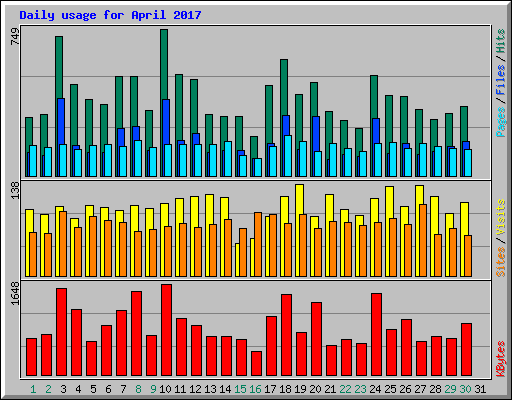 Daily usage for April 2017
749
Pages / Files / Hits
138
Sites / Visits
1648
KBytes
1 2 3 4 5 6 7 8 9 10 11 12 13 14 15 16 17 18 19 20 21 22 23 24 25 26 27 28 29 30 31